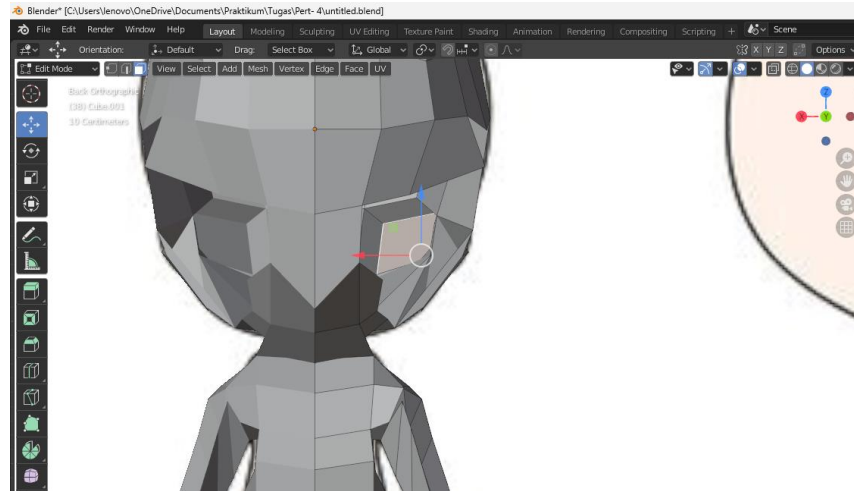 Blender* [C:\Users\lenovo\OneDrive\Documents\Praktikum\Tugas\Pert- 4\untitled.blend]
File Edit Render Window Help Layout Modeling Sculpting UV Editing Texture Paint Shading Animation Rendering Compositing Scripting + Scene
Orientation: Default Drag: Select Box Global X Y Z Options
Edit Mode View Select Add Mesh Vertex Edge Face UV
Back Orthographic
(38) Cube.001
10 Centimeters
Z
X Y